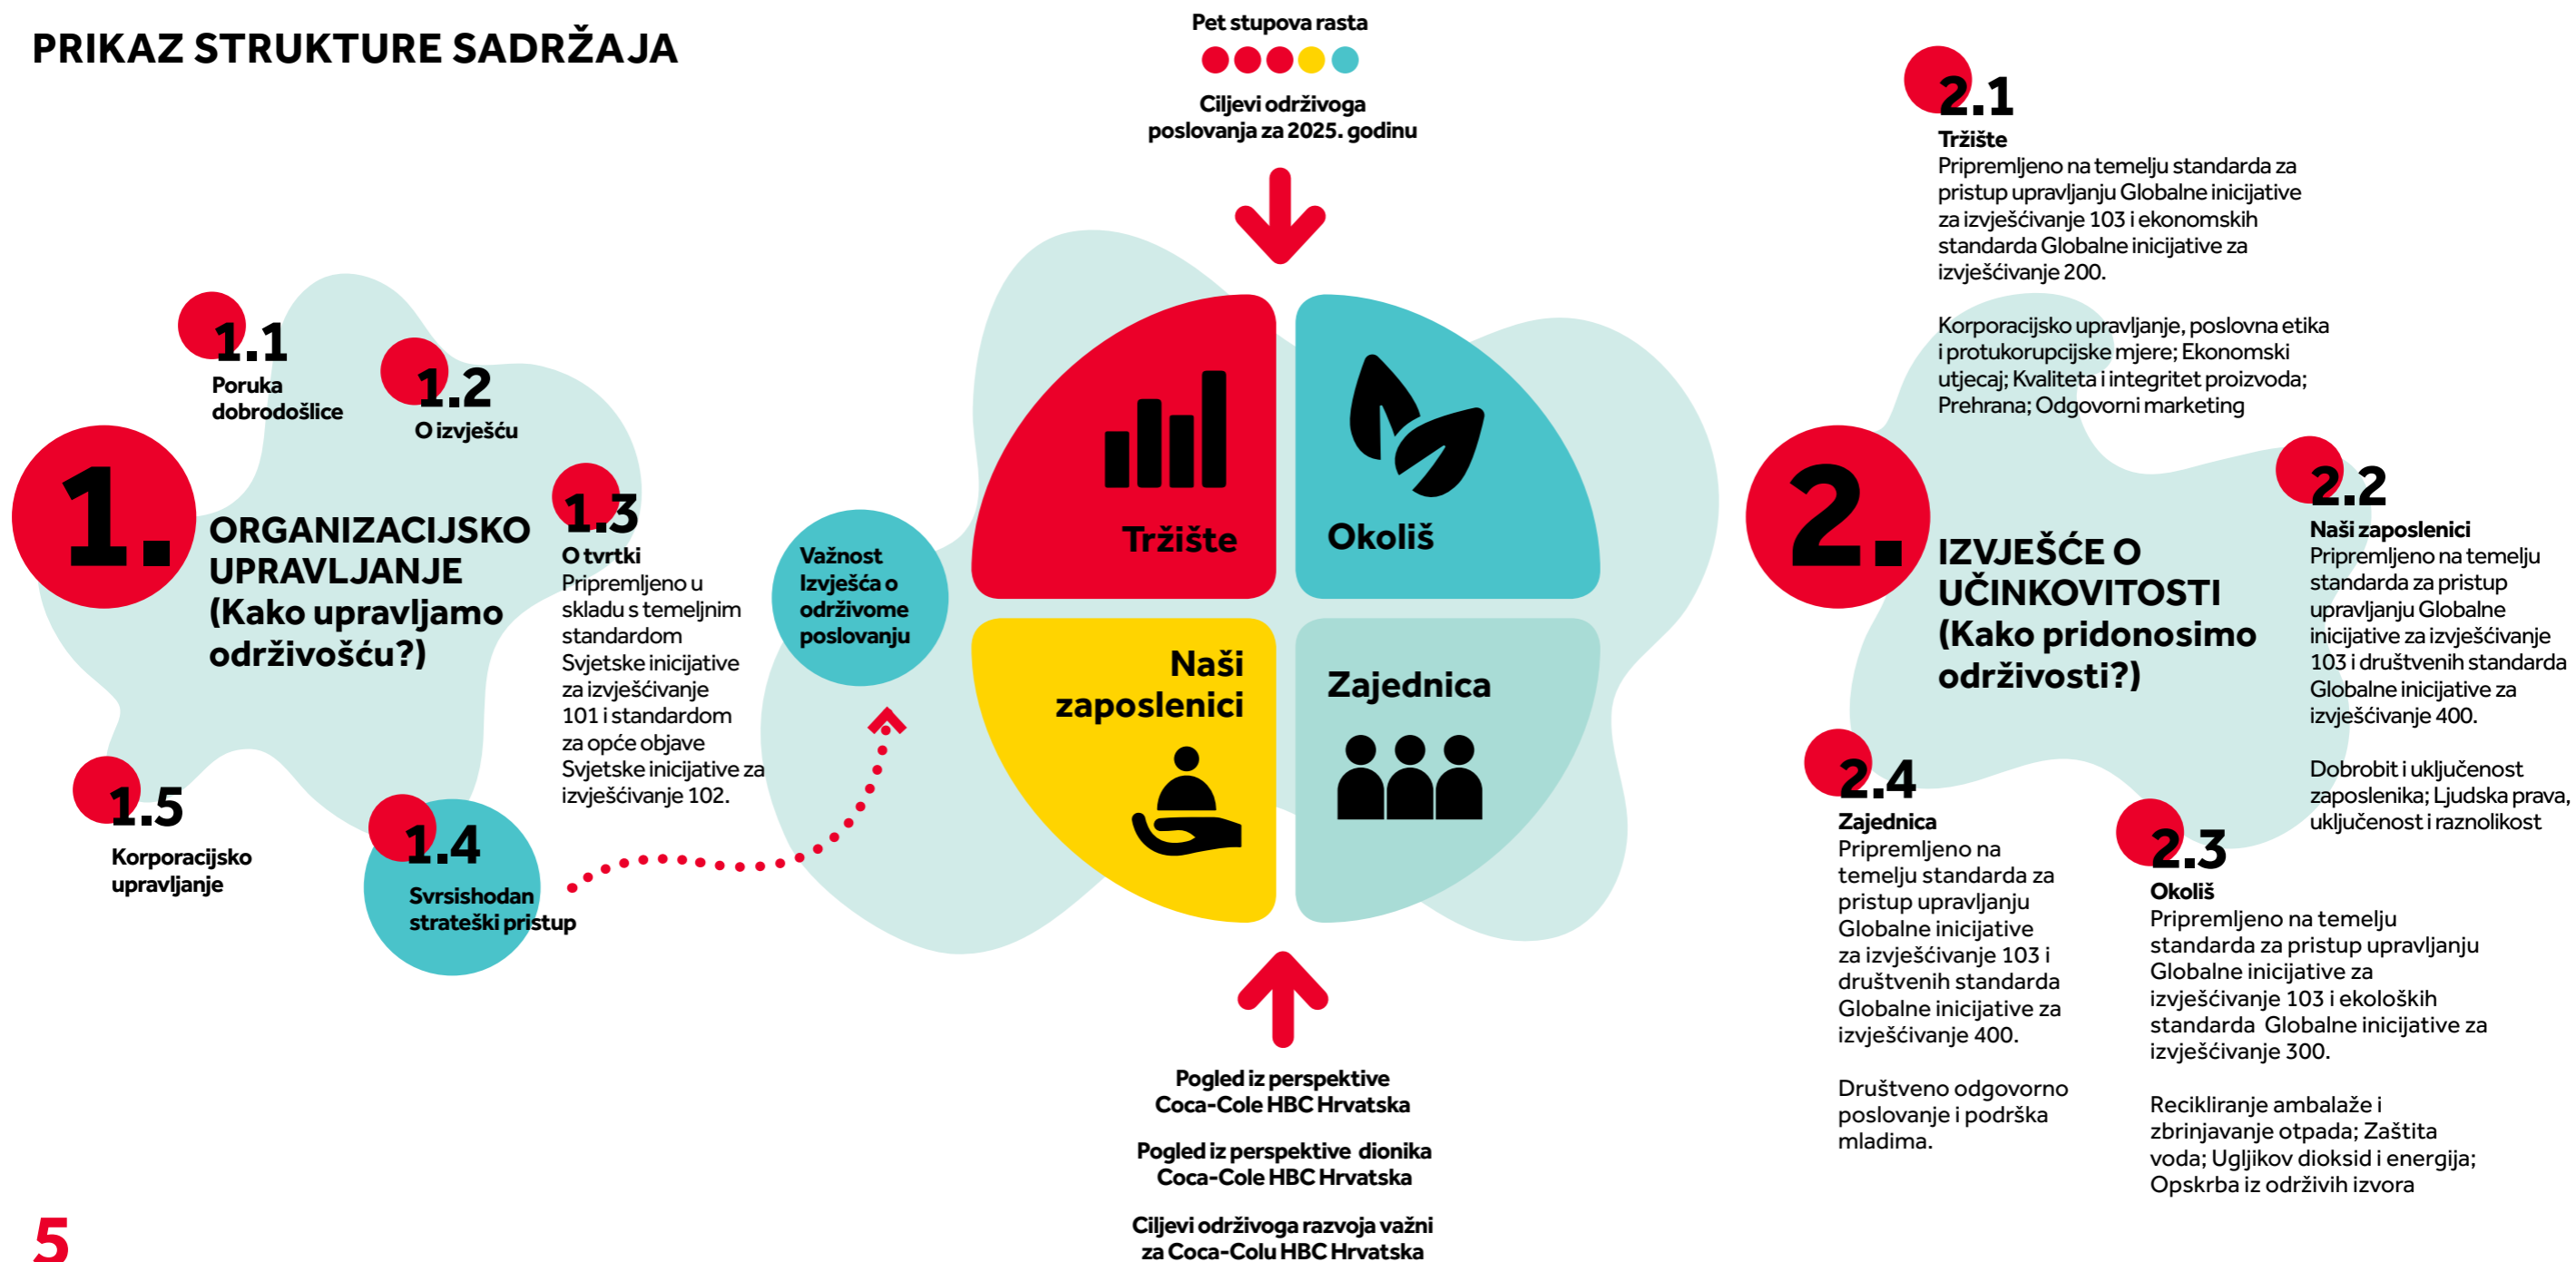 PRIKAZ STRUKTURE SADRŽAJA
1.
ORGANIZACIJSKO
UPRAVLJANJE
(Kako upravljamo
održivošću?)
1.1
Poruka
dobrodošlice
1.2
O izvješću
1.3
O tvrtki
Pripremljeno u
skladu s temeljnim
standardom
Svjetske inicijative
za izvješćivanje
101 i standardom
za opće objave
Svjetske inicijative za
izvješćivanje 102.
1.4
Svrsishodan
strateški pristup
1.5
Korporacijsko
upravljanje
Važnost
Izvješća o
održivome
poslovanju
Pet stupova rasta
Ciljevi održivoga
poslovanja za 2025. godinu
Tržište
Okoliš
Naši
zaposlenici
Zajednica
Pogled iz perspektive
Coca-Cole HBC Hrvatska
Pogled iz perspektive dionika
Coca-Cole HBC Hrvatska
Ciljevi održivoga razvoja važni
za Coca-Colu HBC Hrvatska
2.
IZVJEŠĆE O
UČINKOVITOSTI
(Kako pridonosimo
održivosti?)
2.1
Tržište
Pripremljeno na temelju standarda za
pristup upravljanju Globalne inicijative
za izvješćivanje 103 i ekonomskih
standarda Globalne inicijative za
izvješćivanje 200.
Korporacijsko upravljanje, poslovna etika
i protukorupcijske mjere; Ekonomski
utjecaj; Kvaliteta i integritet proizvoda;
Prehrana; Odgovorni marketing
2.2
Naši zaposlenici
Pripremljeno na temelju
standarda za pristup
upravljanju Globalne
inicijative za izvješćivanje
103 i društvenih standarda
Globalne inicijative za
izvješćivanje 400.
Dobrobit i uključenost
zaposlenika; Ljudska prava,
uključenost i raznolikost
2.3
Okoliš
Pripremljeno na temelju
standarda za pristup upravljanju
Globalne inicijative za
izvješćivanje 103 i ekoloških
standarda Globalne inicijative za
izvješćivanje 300.
Recikliranje ambalaže i
zbrinjavanje otpada; Zaštita
voda; Ugljikov dioksid i energija;
Opskrba iz održivih izvora
2.4
Zajednica
Pripremljeno na
temelju standarda za
pristup upravljanju
Globalne inicijative
za izvješćivanje 103 i
društvenih standarda
Globalne inicijative za
izvješćivanje 400.
Društveno odgovorno
poslovanje i podrška
mladima.
5